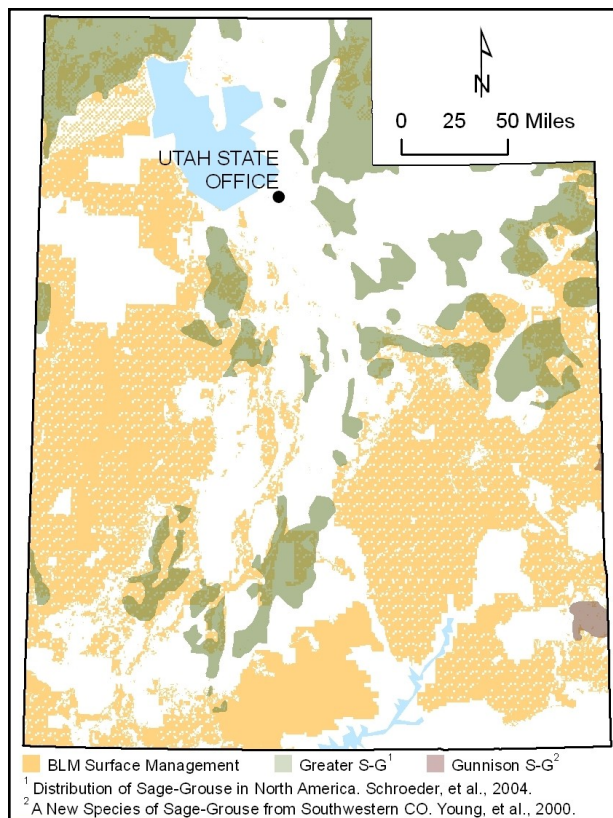 N
0 25 50 Miles
UTAH STATE
OFFICE
BLM Surface Management Greater S-G1 Gunnison S-G2
1 Distribution of Sage-Grouse in North America. Schroeder, et al., 2004.
2 A New Species of Sage-Grouse from Southwestern CO. Young, et al., 2000.